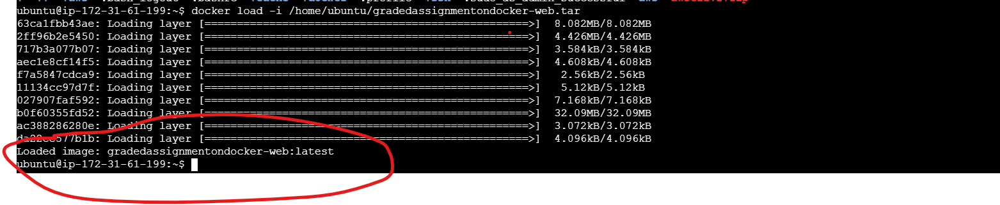 ubuntu@ip-172-31-61-199:~$ docker load -i /home/ubuntu/gradedassignmentondocker-web.tar
63ca1fbb43ae: Loading layer [==================================================>]  8.082MB/8.082MB
2ff96b2e5450: Loading layer [==================================================>]  4.426MB/4.426MB
717b3a077b07: Loading layer [==================================================>]  3.584kB/3.584kB
aec1e8cf14f5: Loading layer [==================================================>]  4.608kB/4.608kB
f7a5847cdca9: Loading layer [==================================================>]   2.56kB/2.56kB
11134cc97d7f: Loading layer [==================================================>]   5.12kB/5.12kB
027907faf592: Loading layer [==================================================>]  7.168kB/7.168kB
b0f60355fd52: Loading layer [==================================================>]  32.09MB/32.09MB
ac388286280e: Loading layer [==================================================>]  3.072kB/3.072kB
Loading layer [==================================================>]  4.096kB/4.096kB
Loaded image: gradedassignmentondocker-web:latest
ubuntu@ip-172-31-61-199:~$